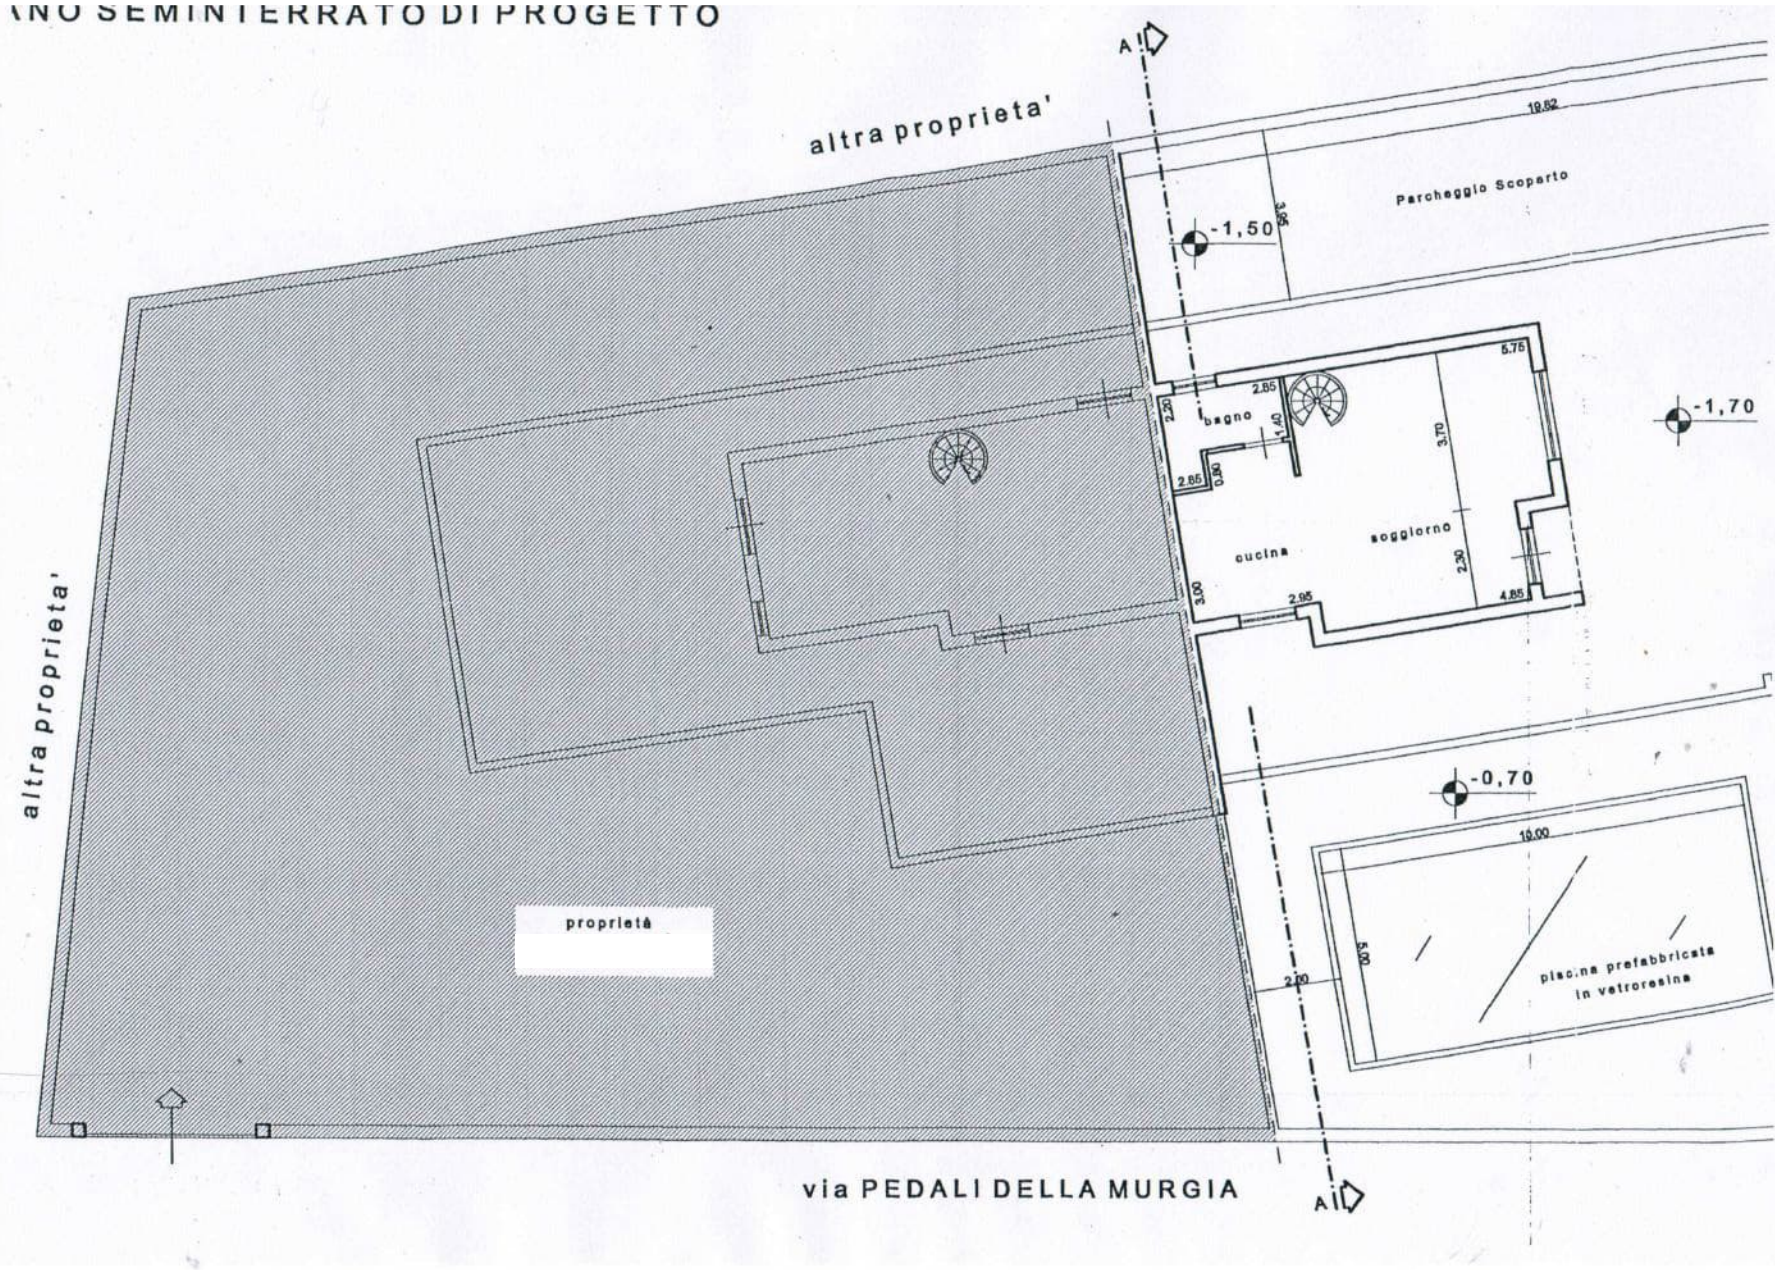 ANO SEMINTERRATO DI PROGETTO
A
altra proprieta'
19.82
Parcheggio Scoperto
3.95
-1,50
5.75
2.85
2.20
bagno
1.40
3.70
-1,70
2.85
0.80
soggiorno
cucina
2.30
3.00
2.95
4.85
altra proprieta'
-0,70
10.00
proprietà
5.00
2.00
piscina prefabbricata
in vetroresina
via PEDALI DELLA MURGIA
A